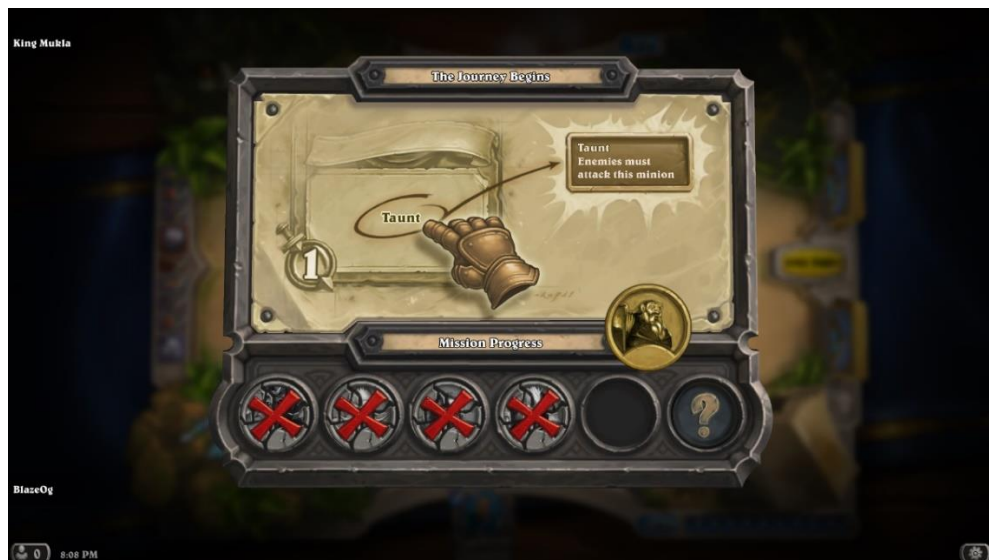 King Mukla
The Journey Begins
Taunt
Enemies must
attack this minion
Taunt
1
Mission Progress
?
BlazeOg
0
8:08 PM